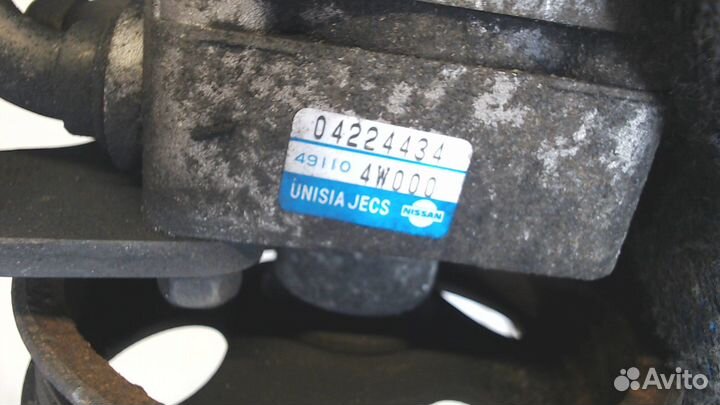 04224434
49110 4W000
UNISIA JECS NISSAN
Avito